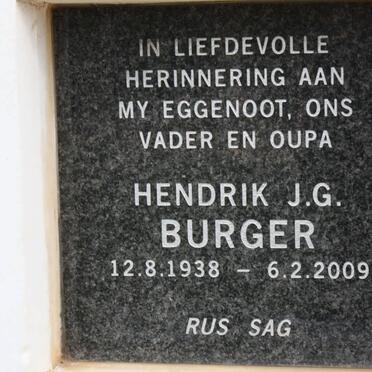 IN LIEFDEVOLLE
HERINNERING AAN
MY EGGENOOT, ONS
VADER EN OUPA
HENDRIK J.G.
BURGER
12.8.1938 – 6.2.2009
RUS SAG